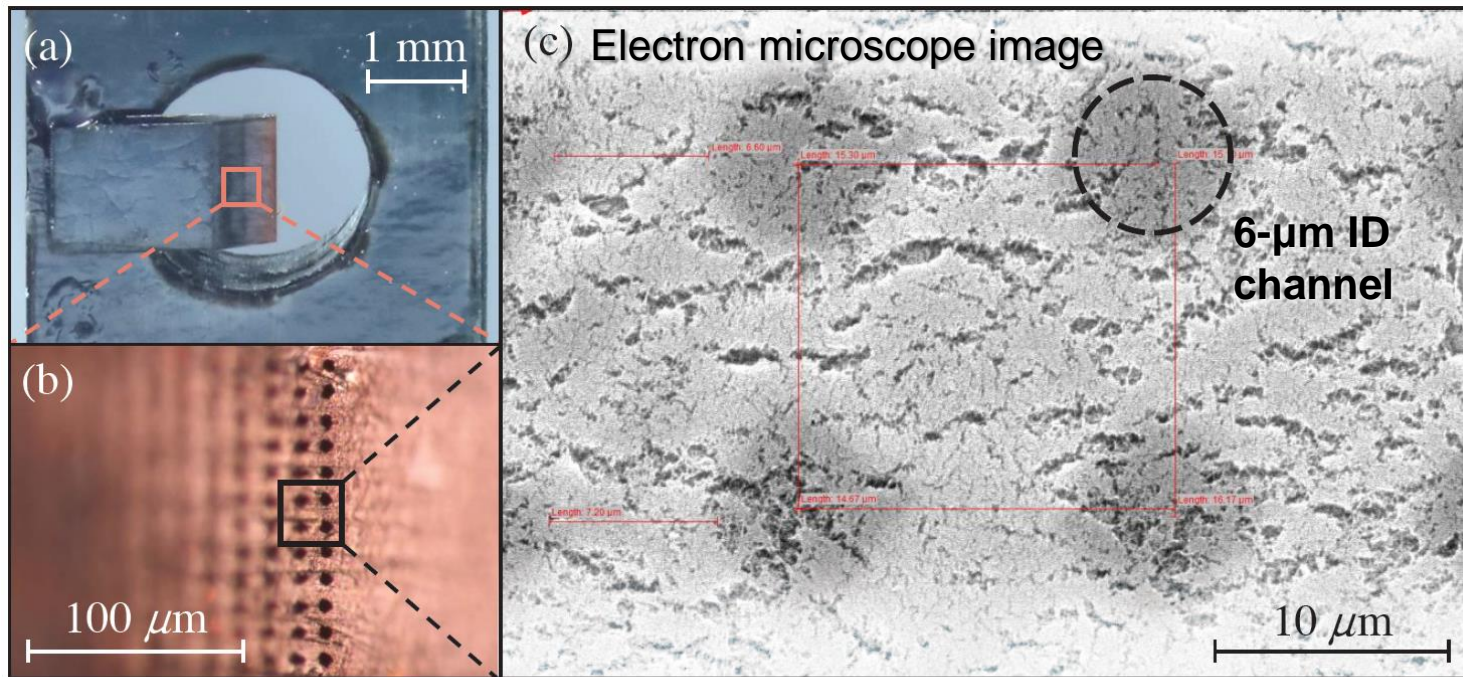 (a)
1 mm
(b)
100 μm
(c) Electron microscope image
Length: 6.60 µm
Length: 15.30 µm
6-µm ID
channel
Length: 7.20 µm
Length: 14.67 µm
Length: 16.17 µm
10 μm